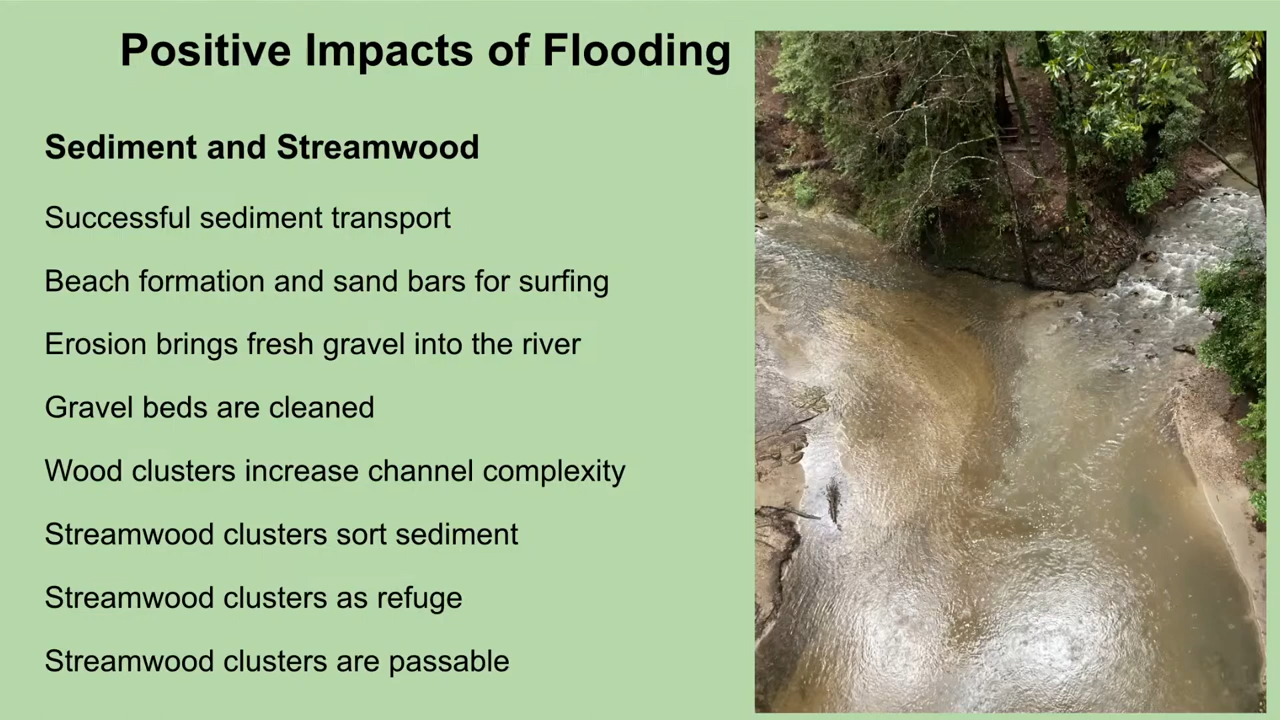 Positive Impacts of Flooding
Sediment and Streamwood
Successful sediment transport
Beach formation and sand bars for surfing
Erosion brings fresh gravel into the river
Gravel beds are cleaned
Wood clusters increase channel complexity
Streamwood clusters sort sediment
Streamwood clusters as refuge
Streamwood clusters are passable